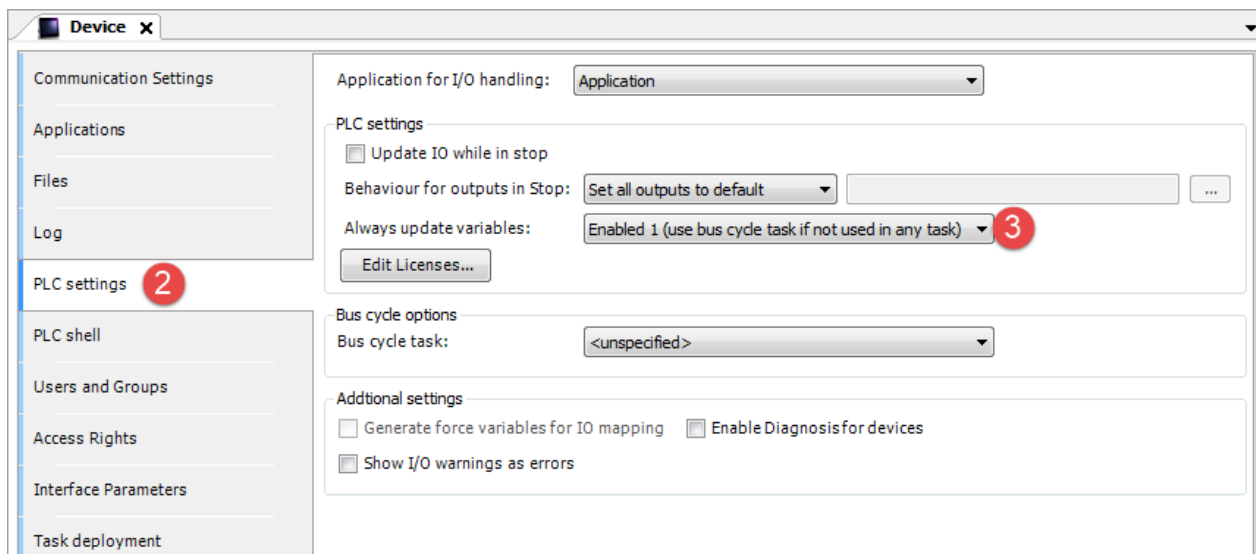 Device
Communication Settings
Applications
Files
Log
PLC settings 2
PLC shell
Users and Groups
Access Rights
Interface Parameters
Task deployment
Application for I/O handling: Application
PLC settings
Update IO while in stop
Behaviour for outputs in Stop: Set all outputs to default ...
Always update variables: Enabled 1 (use bus cycle task if not used in any task) 3
Edit Licenses...
Bus cycle options
Bus cycle task: <unspecified>
Addtional settings
Generate force variables for IO mapping Enable Diagnosis for devices
Show I/O warnings as errors